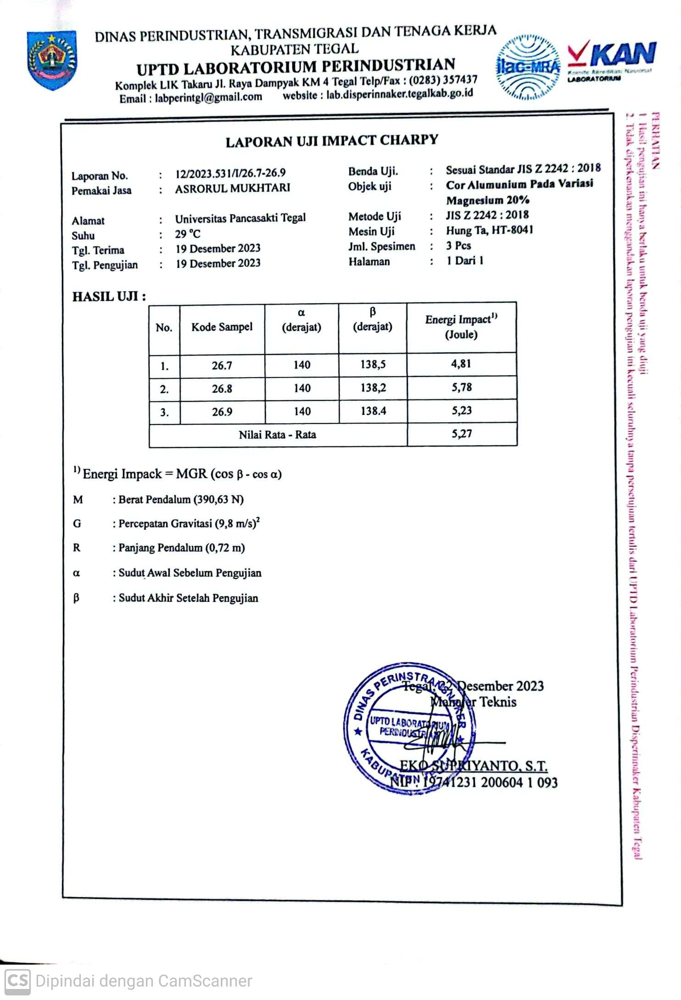 DINAS PERINDUSTRIAN, TRANSMIGRASI DAN TENAGA KERJA
KABUPATEN TEGAL
UPTD LABORATORIUM PERINDUSTRIAN
Komplek LIK Takaru Jl. Raya Dampyak KM 4 Tegal Telp/Fax : (0283) 357437
Email : labperintgl@gmail.com website : lab.disperinnaker.tegalkab.go.id
ilac-MRA
KAN
Komite Akreditasi Nasional
LABORATORIUM
LAPORAN UJI IMPACT CHARPY
Laporan No. : 12/2023.531/I/26.7-26.9
Pemakai Jasa : ASRORUL MUKHTARI
Alamat : Universitas Pancasakti Tegal
Suhu : 29 °C
Tgl. Terima : 19 Desember 2023
Tgl. Pengujian : 19 Desember 2023
Benda Uji. : Sesuai Standar JIS Z 2242 : 2018
Objek uji : Cor Alumunium Pada Variasi
Magnesium 20%
Metode Uji : JIS Z 2242 : 2018
Mesin Uji : Hung Ta, HT-8041
Jml. Spesimen : 3 Pcs
Halaman : 1 Dari 1
HASIL UJI :
No. Kode Sampel α (derajat) β (derajat) Energi Impact¹⁾ (Joule)
1. 26.7 140 138,5 4,81
2. 26.8 140 138,2 5,78
3. 26.9 140 138.4 5,23
Nilai Rata - Rata 5,27
¹⁾ Energi Impack = MGR (cos β - cos α)
M : Berat Pendalum (390,63 N)
G : Percepatan Gravitasi (9,8 m/s)²
R : Panjang Pendalum (0,72 m)
α : Sudut Awal Sebelum Pengujian
β : Sudut Akhir Setelah Pengujian
Tegal, 22 Desember 2023
Manajer Teknis
DINAS PERINSTRANSNAKER
UPTD LABORATORIUM
PERINDUSTRIAN
KABUPATEN TEGAL
EKO SUPRIYANTO, S.T.
NIP . 19741231 200604 1 093
PERHATIAN
1. Hasil pengujian ini hanya berlaku untuk benda uji yang diuji
2. Tidak diperkenankan menggandakan laporan pengujian ini kecuali seluruhnya tanpa persetujuan tertulis dari UPTD Laboratorium Perindustrian Disperinnaker Kabupaten Tegal
CS Dipindai dengan CamScanner